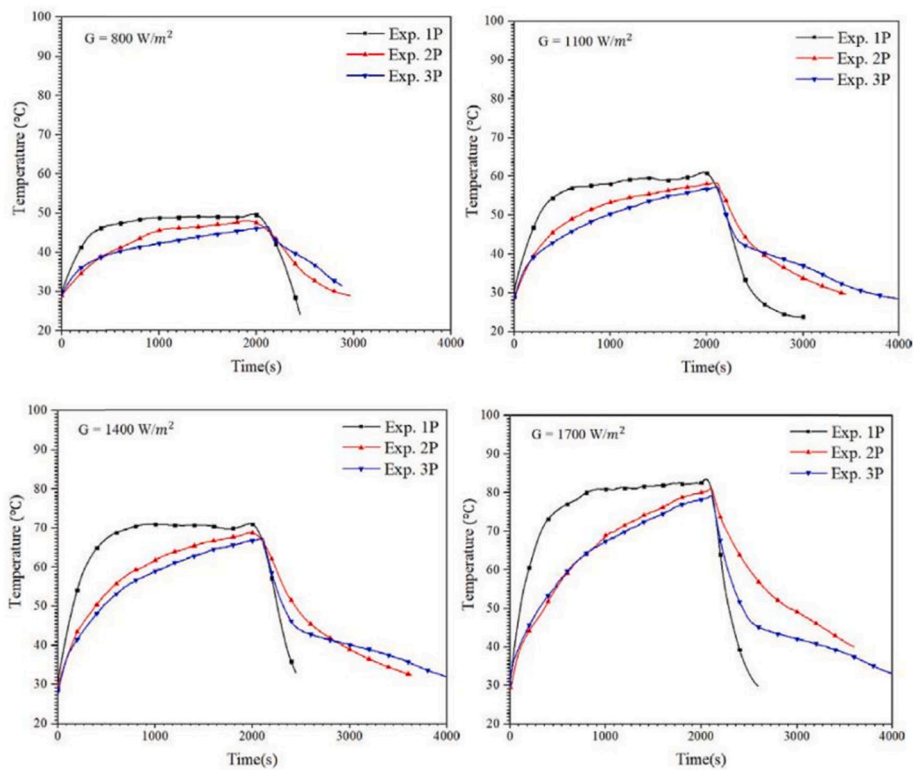 100
90
80
70
60
50
40
30
20
Temperature (℃)
G = 800 W/m²
Exp. 1P
Exp. 2P
Exp. 3P
0
1000
2000
3000
4000
Time(s)
100
90
80
70
60
50
40
30
20
Temperature (℃)
G = 1100 W/m²
Exp. 1P
Exp. 2P
Exp. 3P
0
1000
2000
3000
4000
Time(s)
100
90
80
70
60
50
40
30
20
Temperature (℃)
G = 1400 W/m²
Exp. 1P
Exp. 2P
Exp. 3P
0
1000
2000
3000
4000
Time(s)
100
90
80
70
60
50
40
30
20
Temperature (℃)
G = 1700 W/m²
Exp. 1P
Exp. 2P
Exp. 3P
0
1000
2000
3000
4000
Time(s)